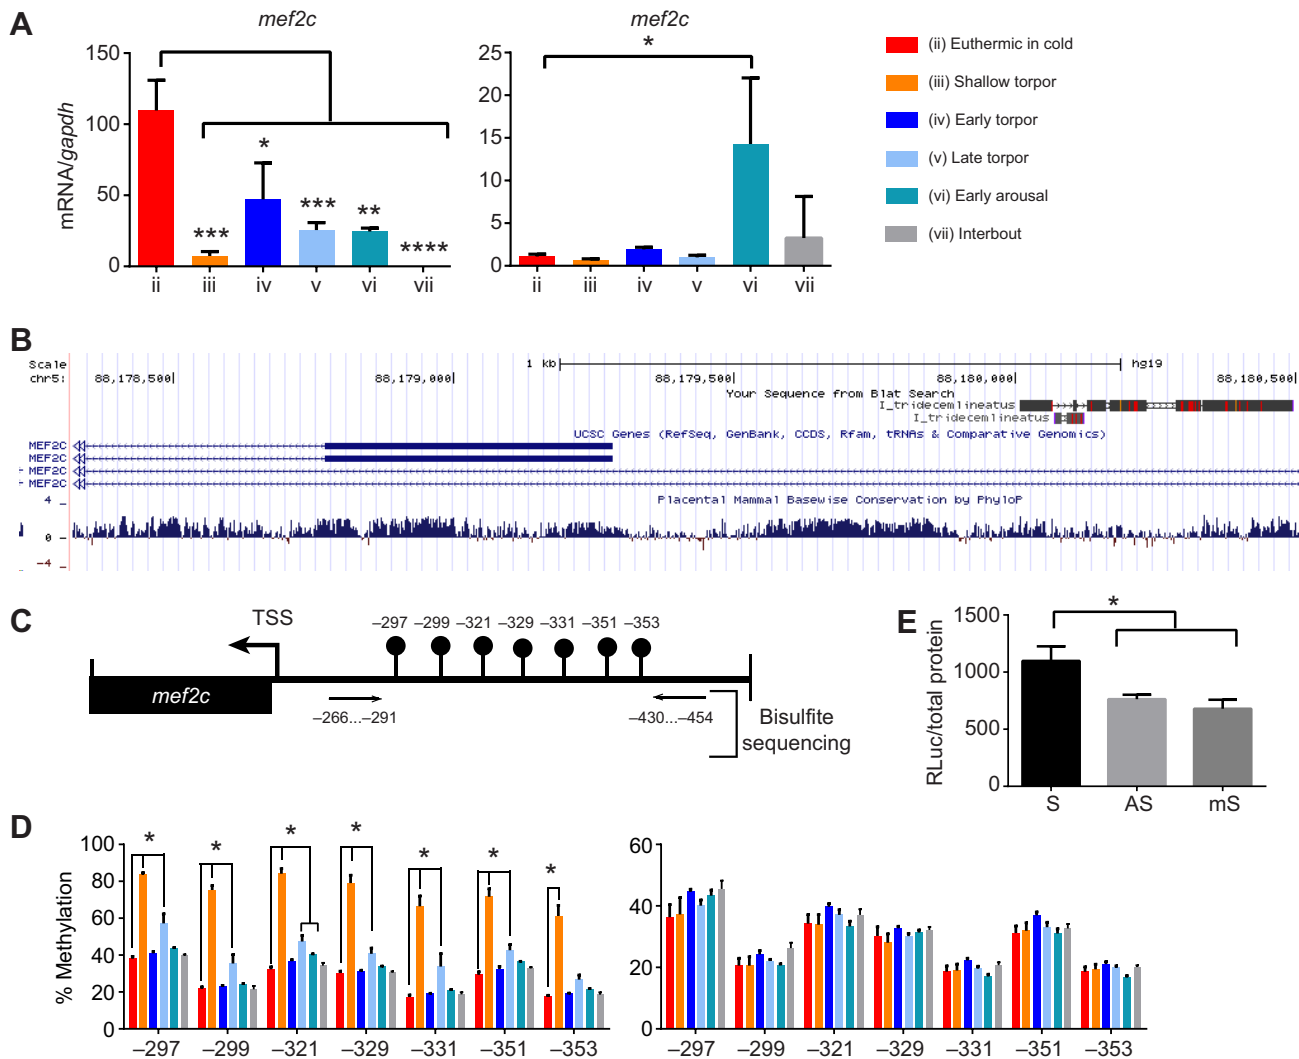 A
mef2c
mRNA/gapdh
150
100
50
0
*
***
***
**
****
ii
iii
iv
v
vi
vii
mef2c
*
25
20
15
10
5
0
ii
iii
iv
v
vi
vii
(ii) Euthermic in cold
(iii) Shallow torpor
(iv) Early torpor
(v) Late torpor
(vi) Early arousal
(vii) Interbout
B
Scale 1 kb hg19
chr5: 88,178,500 88,179,000 88,179,500 88,180,000 88,180,500
Your Sequence from Blat Search
I_tridecemlineatus
I_tridecemlineatus
UCSC Genes (RefSeq, GenBank, CCDS, Rfam, tRNAs & Comparative Genomics)
MEF2C
MEF2C
MEF2C
MEF2C
Placental Mammal Basewise Conservation by PhyloP
4
0
−4
C
TSS
−297 −299 −321 −329 −331 −351 −353
mef2c
−266...−291
−430...−454
Bisulfite
sequencing
E
RLuc/total protein
1500
1000
500
0
*
S AS mS
D
% Methylation
100
80
60
40
20
0
* * * * * * *
−297 −299 −321 −329 −331 −351 −353
60
40
20
0
−297 −299 −321 −329 −331 −351 −353